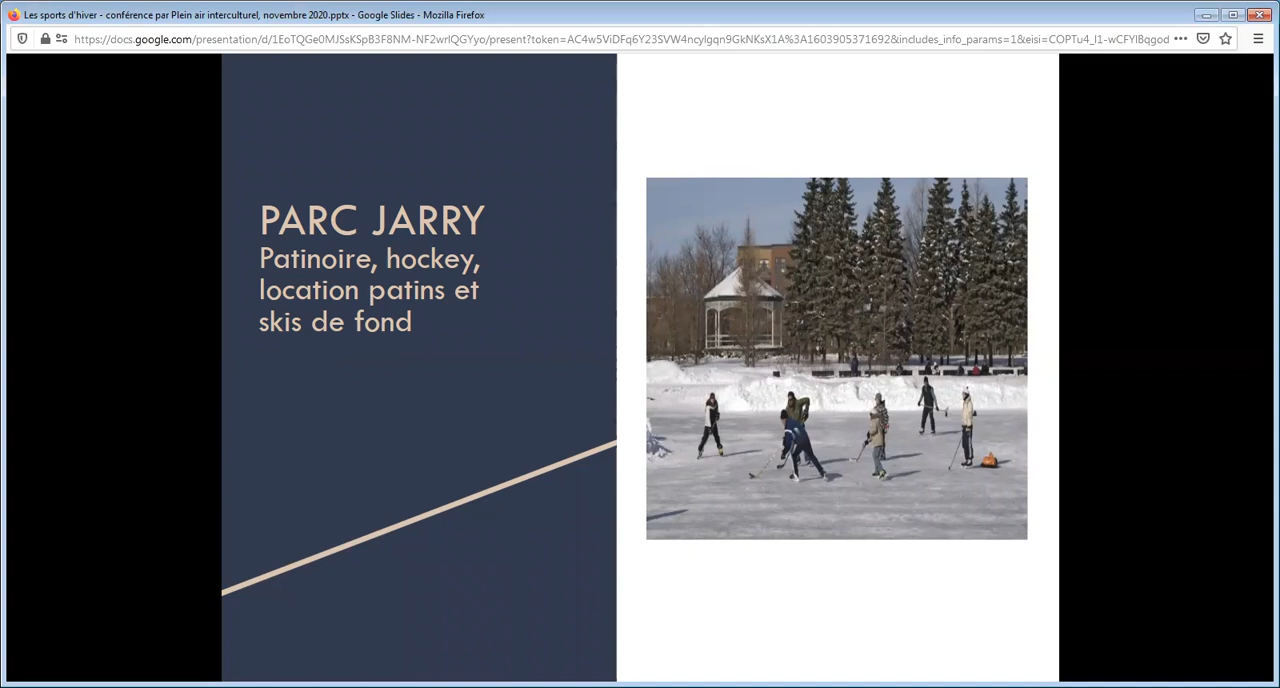 Les sports d'hiver - conférence par Plein air interculturel, novembre 2020.pptx - Google Slides - Mozilla Firefox
https://docs.google.com/presentation/d/1EoTQGe0MJSsKSpB3F8NM-NF2wrlQGYyo/present?token=AC4w5ViDFq6Y23SVW4ncylgqn9GkNKsX1A%3A1603905371692&includes_info_params=1&eisi=COPTu4_l1-wCFYlBqgod
PARC JARRY
Patinoire, hockey,
location patins et
skis de fond